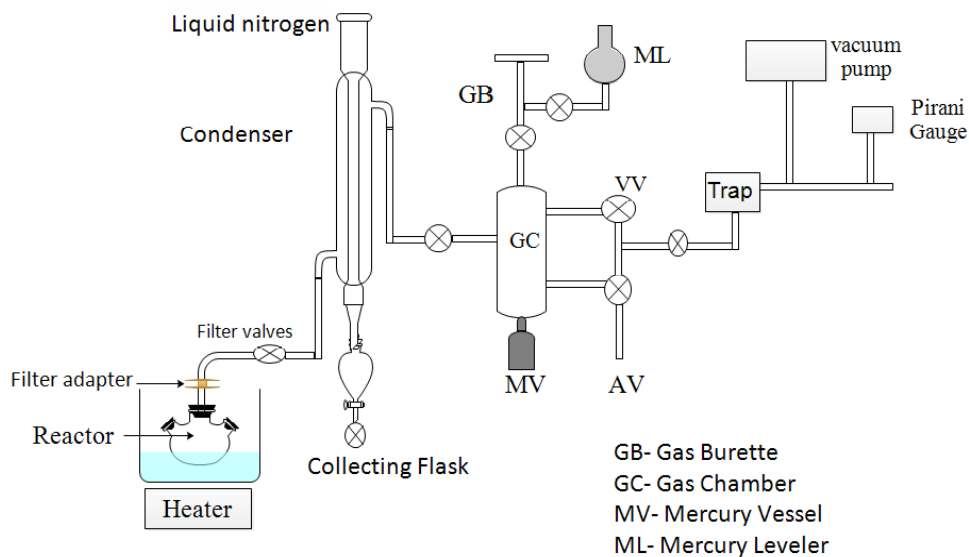 Liquid nitrogen
Condenser
GB
ML
vacuum
pump
Pirani
Gauge
Trap
VV
GC
Filter valves
Filter adapter
Reactor
Heater
Collecting Flask
MV
AV
GB- Gas Burette
GC- Gas Chamber
MV- Mercury Vessel
ML- Mercury Leveler